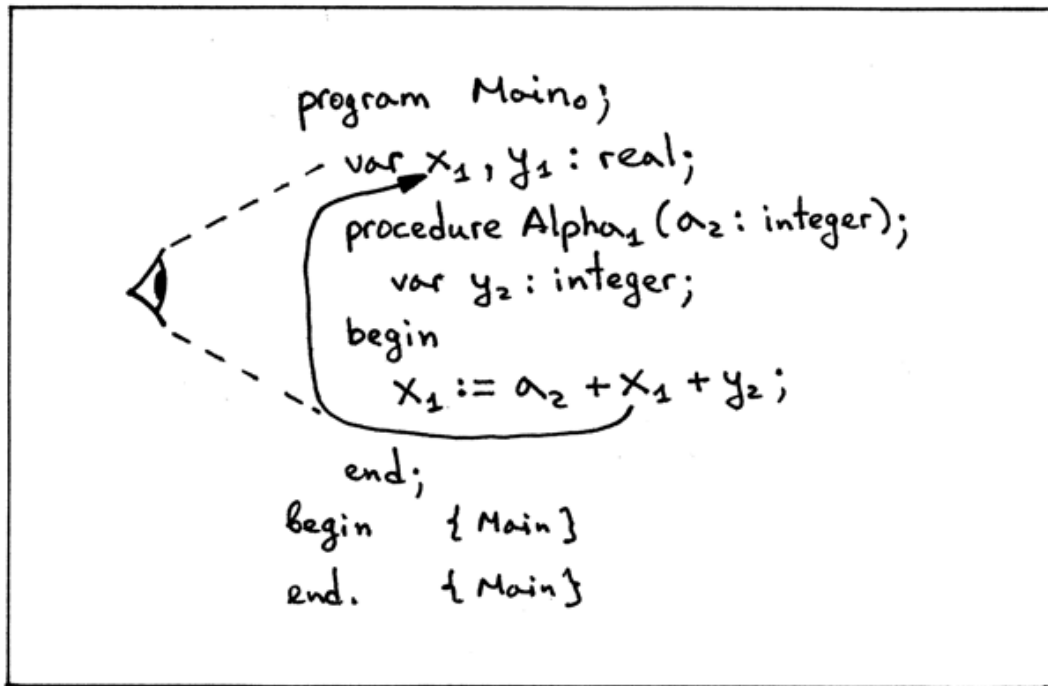 program Main₀;
var x₁, y₁ : real;
procedure Alpha₁ (a₂ : integer);
var y₂ : integer;
begin
x₁ := a₂ + x₁ + y₂ ;
end;
begin { Main }
end. { Main }